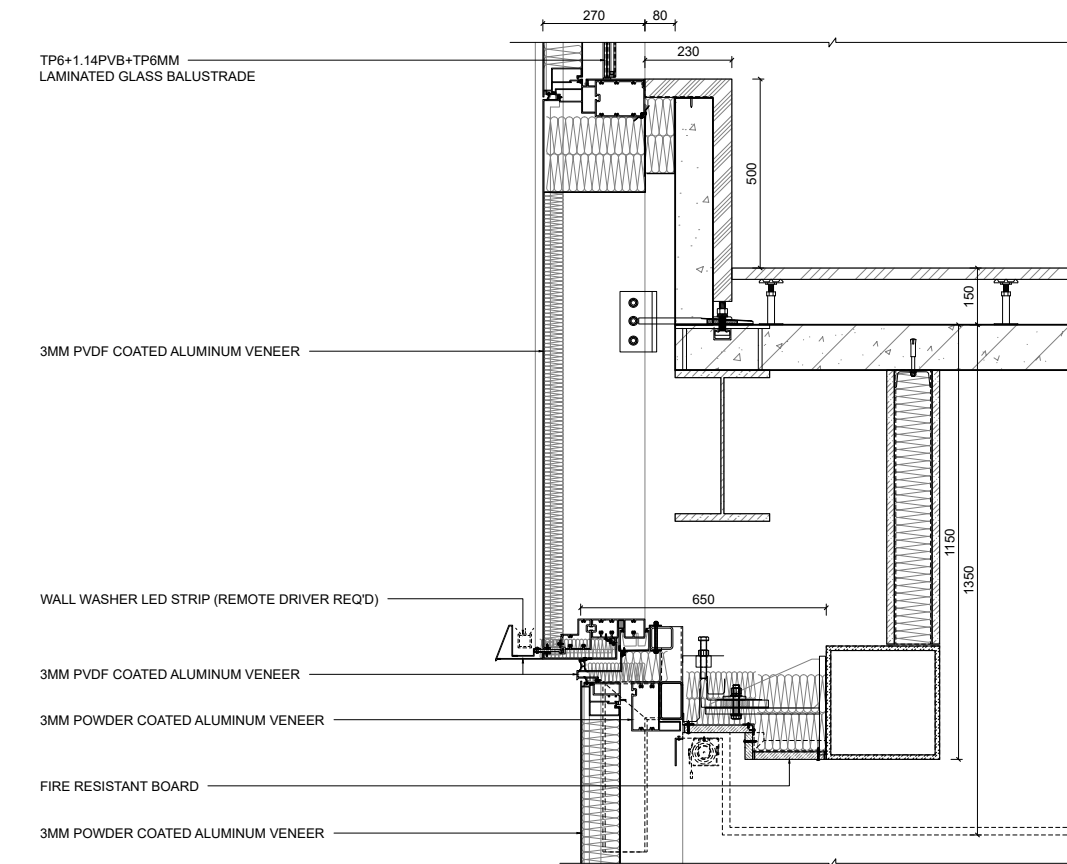 270
80
TP6+1.14PVB+TP6MM
LAMINATED GLASS BALUSTRADE
230
500
150
3MM PVDF COATED ALUMINUM VENEER
1150
1350
WALL WASHER LED STRIP (REMOTE DRIVER REQ'D)
650
3MM PVDF COATED ALUMINUM VENEER
3MM POWDER COATED ALUMINUM VENEER
FIRE RESISTANT BOARD
3MM POWDER COATED ALUMINUM VENEER